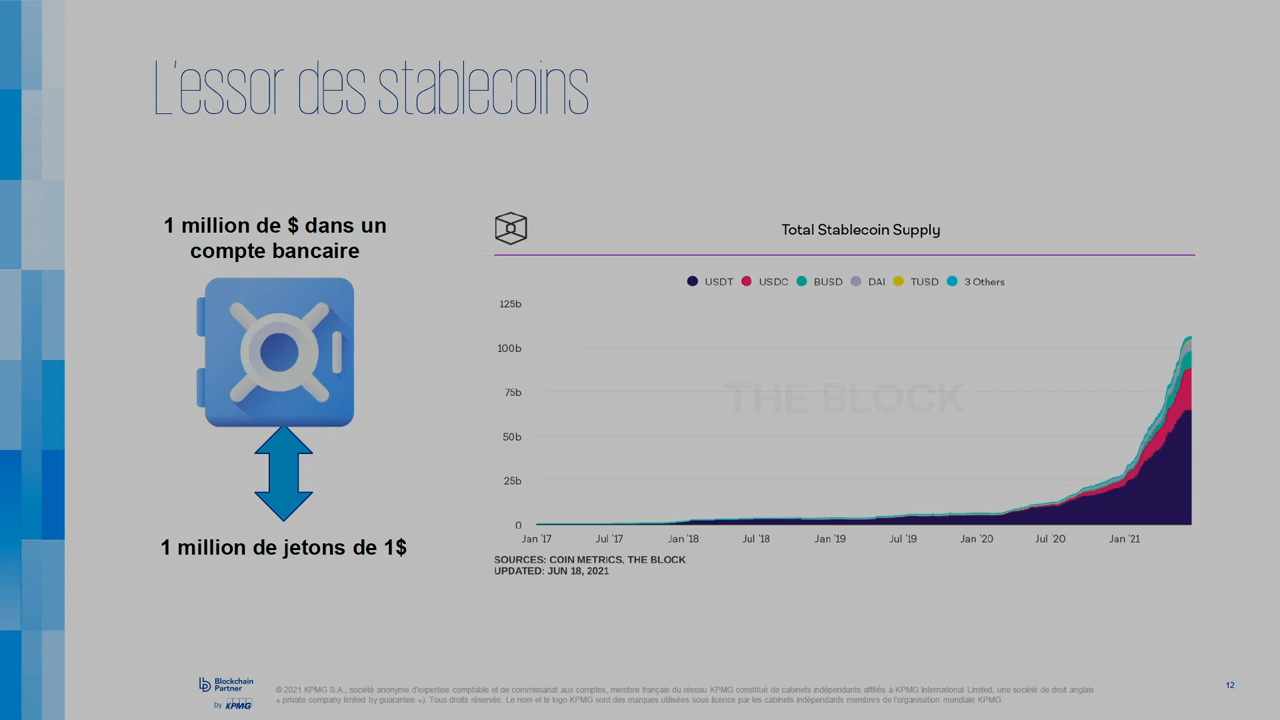 L'essor des stablecoins
1 million de $ dans un
compte bancaire
1 million de jetons de 1$
Total Stablecoin Supply
USDT USDC BUSD DAI TUSD 3 Others
125b
100b
75b
50b
25b
0
THE BLOCK
Jan '17 Jul '17 Jan '18 Jul '18 Jan '19 Jul '19 Jan '20 Jul '20 Jan '21
SOURCES: COIN METRICS, THE BLOCK
UPDATED: JUN 18, 2021
Blockchain
Partner
by KPMG
© 2021 KPMG S.A., société anonyme d'expertise comptable et de commissariat aux comptes, membre français du réseau KPMG constitué de cabinets indépendants affiliés à KPMG International Limited, une société de droit anglais
« private company limited by guarantee »). Tous droits réservés. Le nom et le logo KPMG sont des marques utilisées sous licence par les cabinets indépendants membres de l'organisation mondiale KPMG.
12